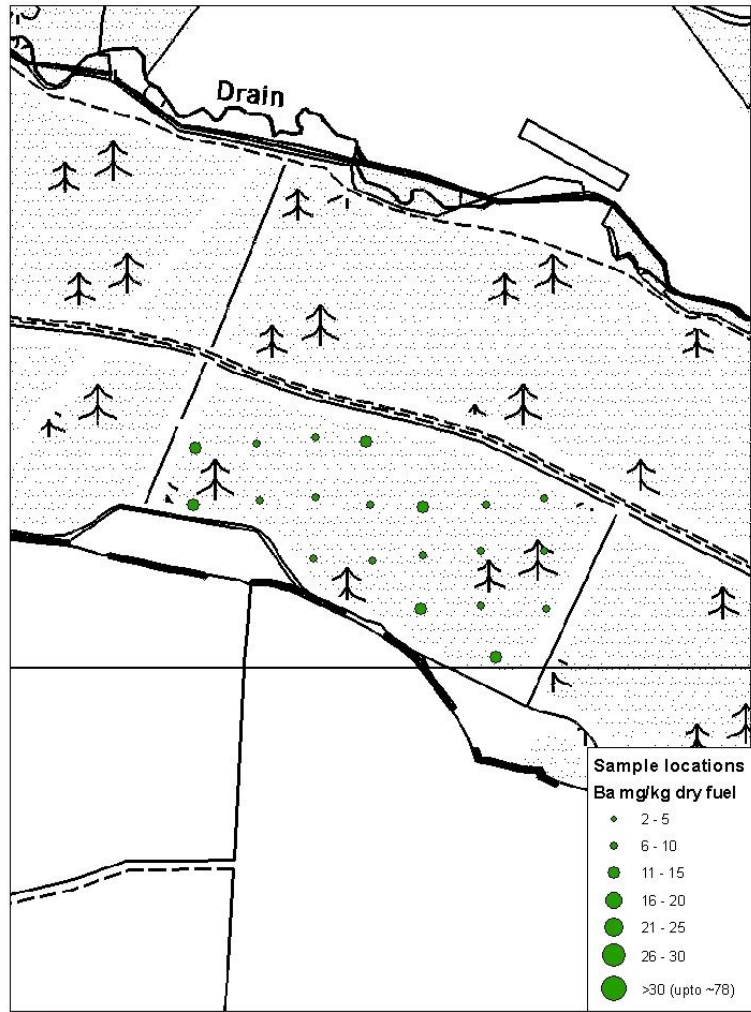 Drain
Sample locations
Ba mg/kg dry fuel
2 - 5
6 - 10
11 - 15
16 - 20
21 - 25
26 - 30
>30 (upto ~78)